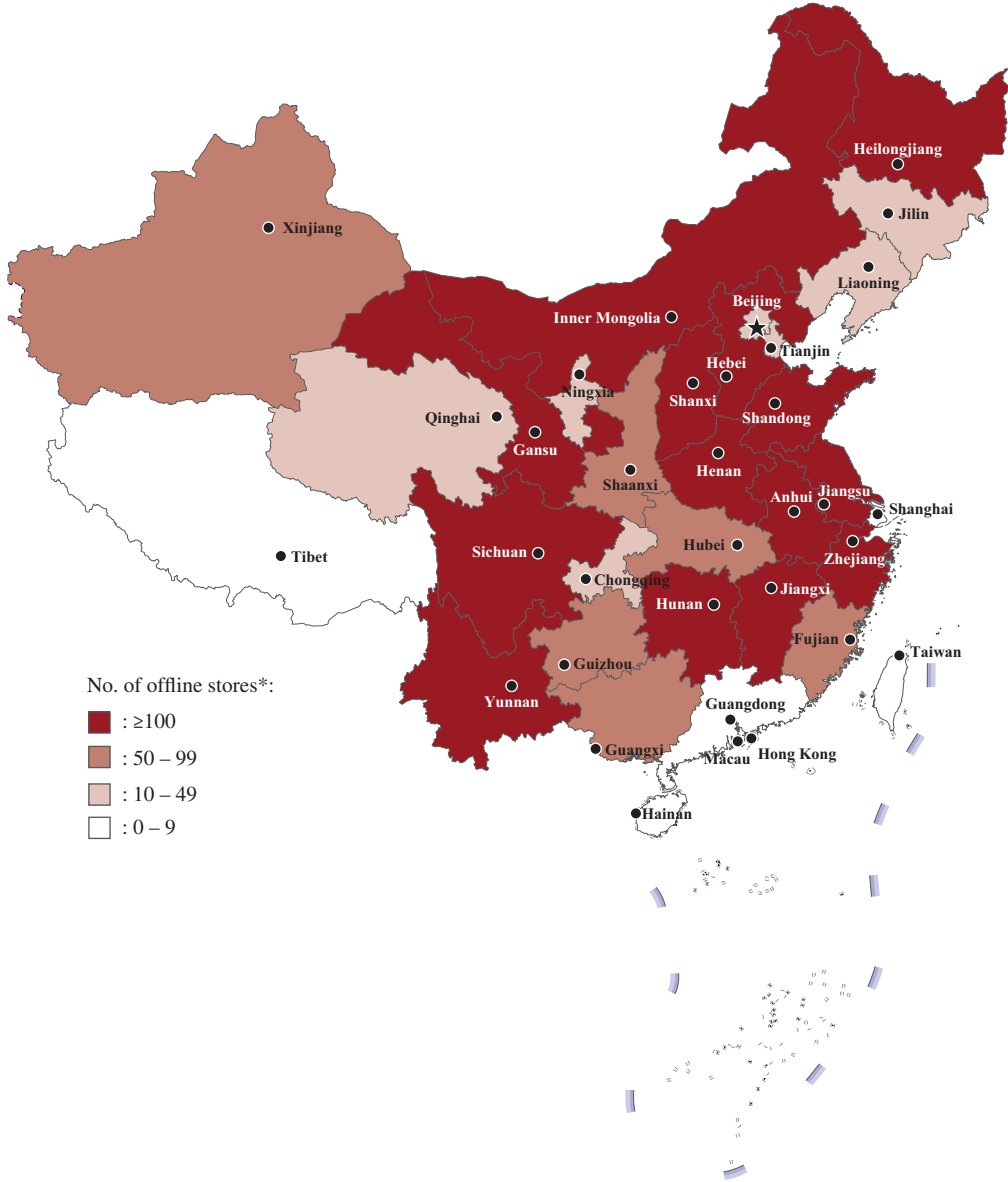 Heilongjiang
Jilin
Xinjiang
Liaoning
Beijing
Inner Mongolia
Tianjin
Hebei
Ningxia
Shanxi
Qinghai
Shandong
Gansu
Henan
Shaanxi
Anhui
Jiangsu
Shanghai
Hubei
Sichuan
Zhejiang
Tibet
Chongqing
Jiangxi
Hunan
Fujian
Taiwan
Guizhou
No. of offline stores*:
Yunnan
Guangdong
: ≥100
Guangxi
Macau
Hong Kong
: 50 – 99
: 10 – 49
Hainan
: 0 – 9